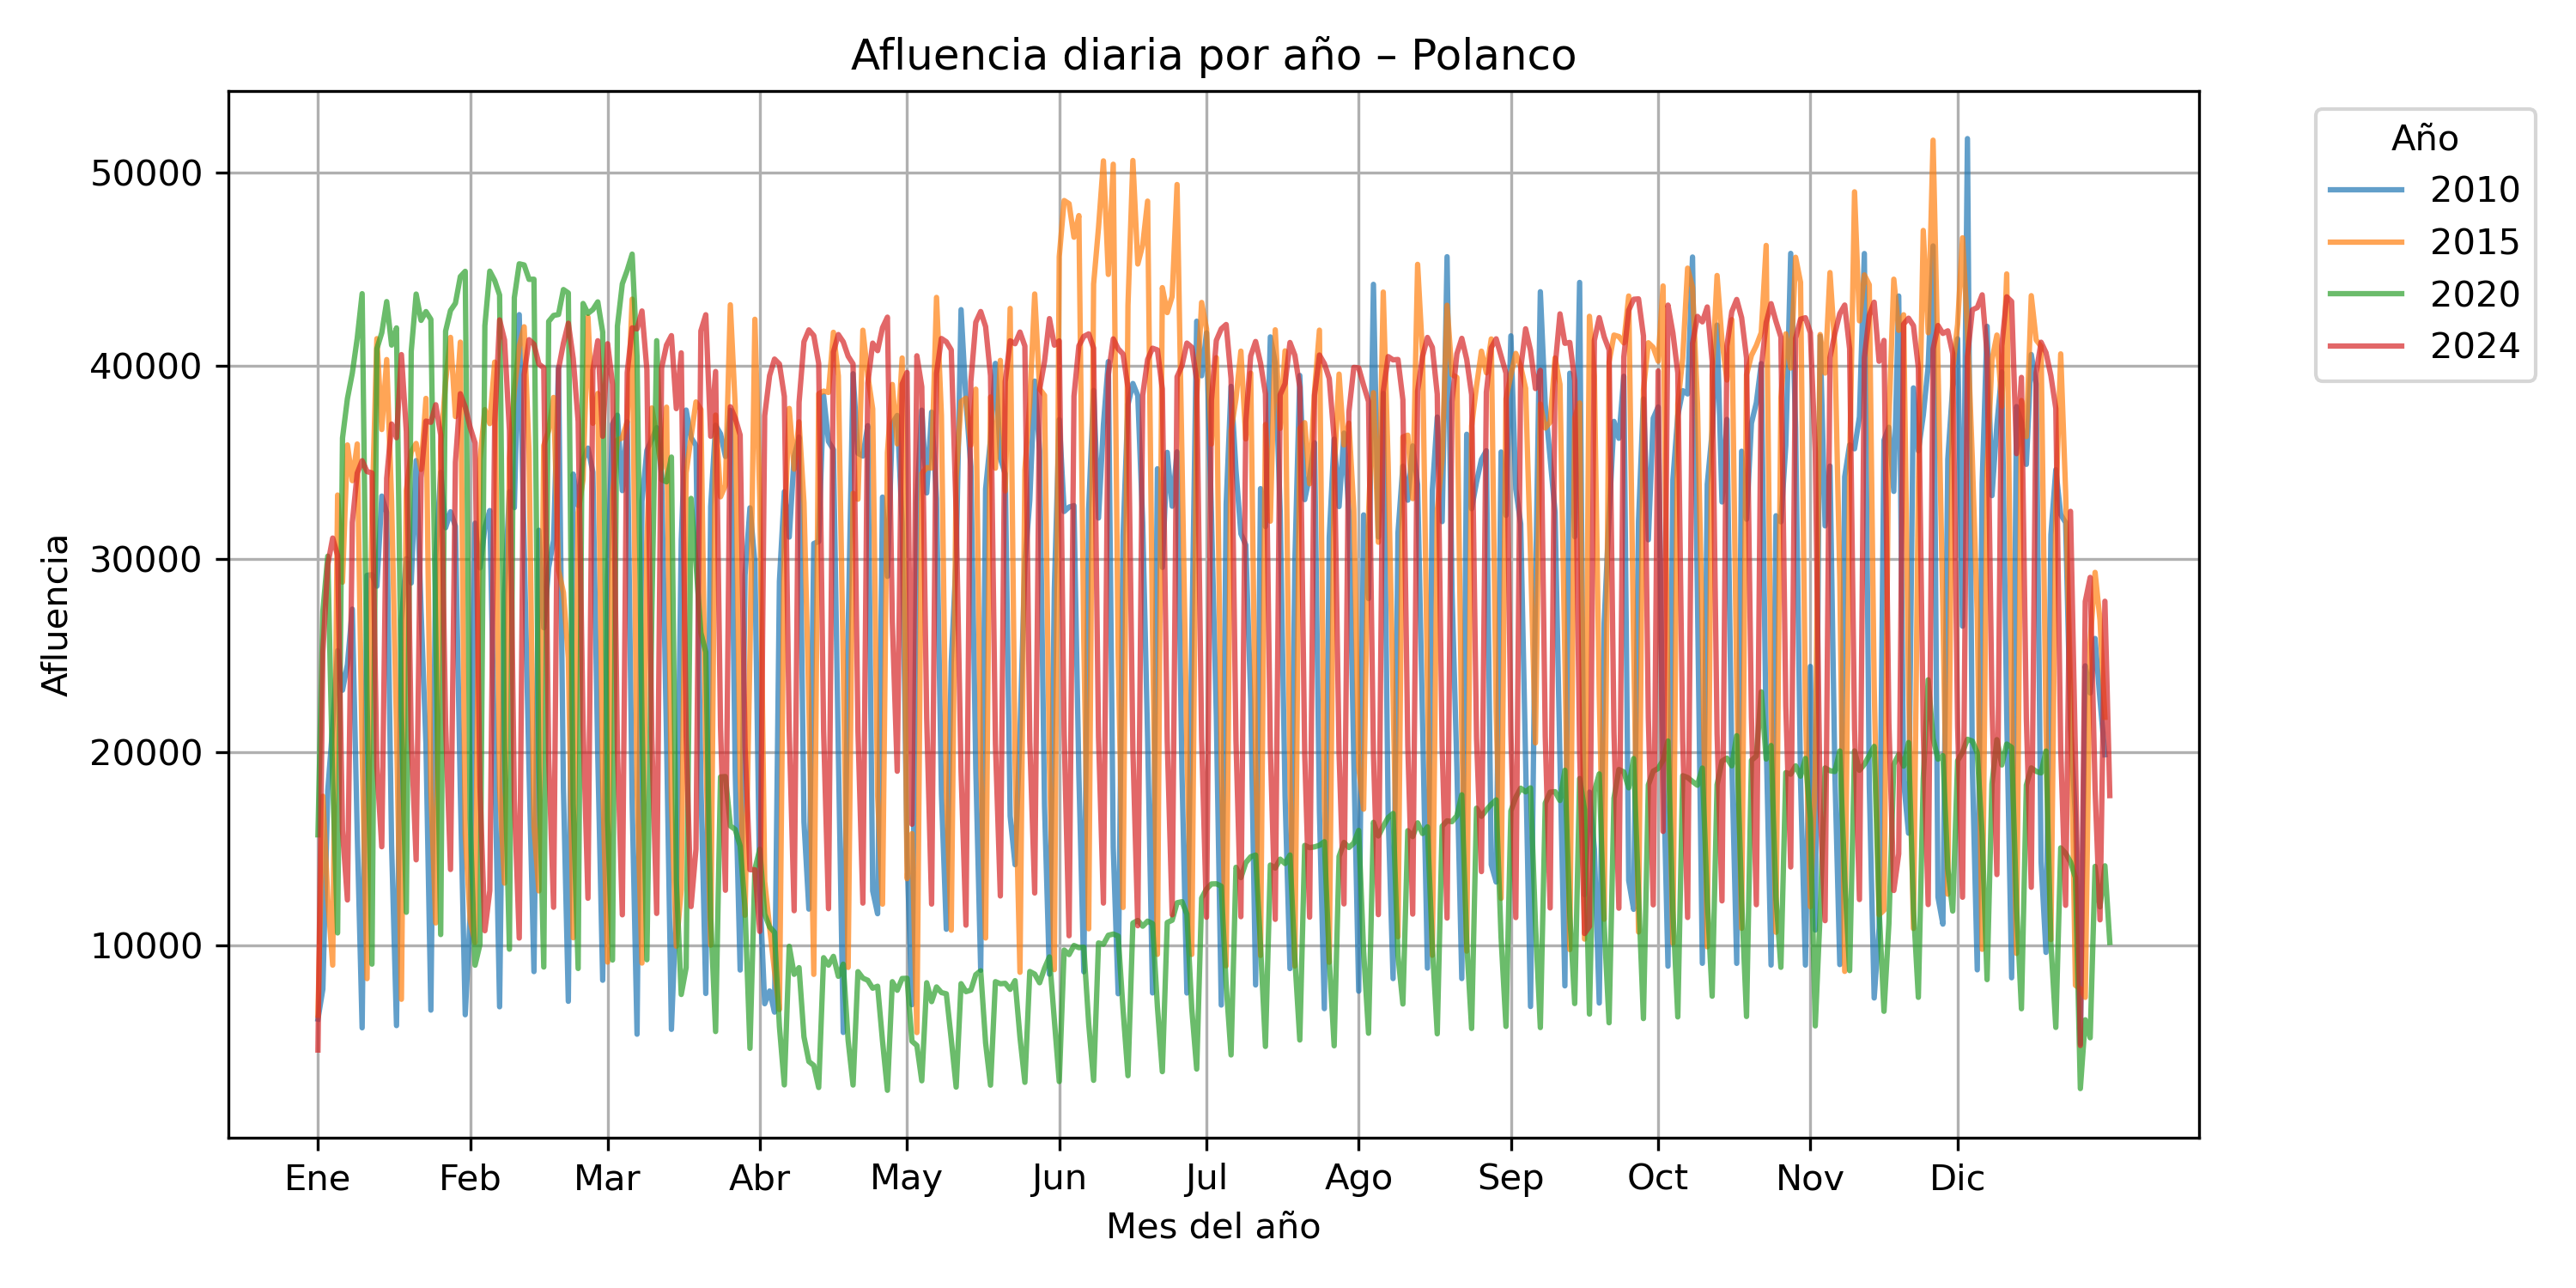 Afluencia diaria por año – Polanco
Afluencia
50000
40000
30000
20000
10000
Ene Feb Mar Abr May Jun Jul Ago Sep Oct Nov Dic
Mes del año
Año
2010
2015
2020
2024